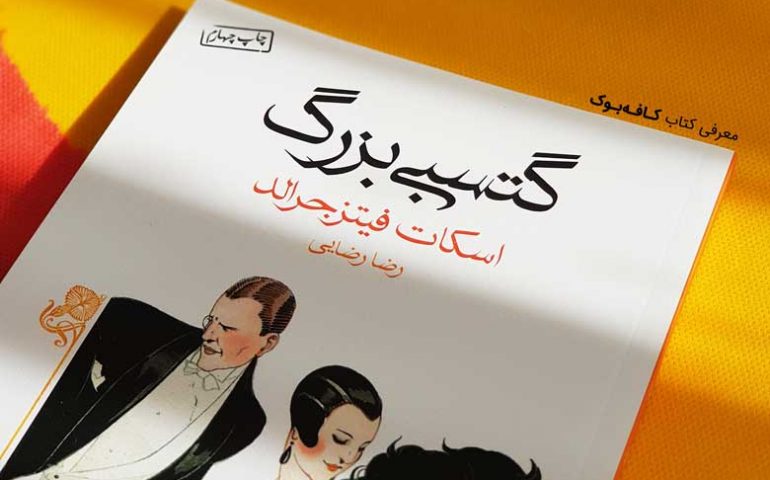 چاپ چهارم
معرفی کتاب کافه‌بوک
گتسبی بزرگ
اسکات فیتزجرالد
رضا رضایی